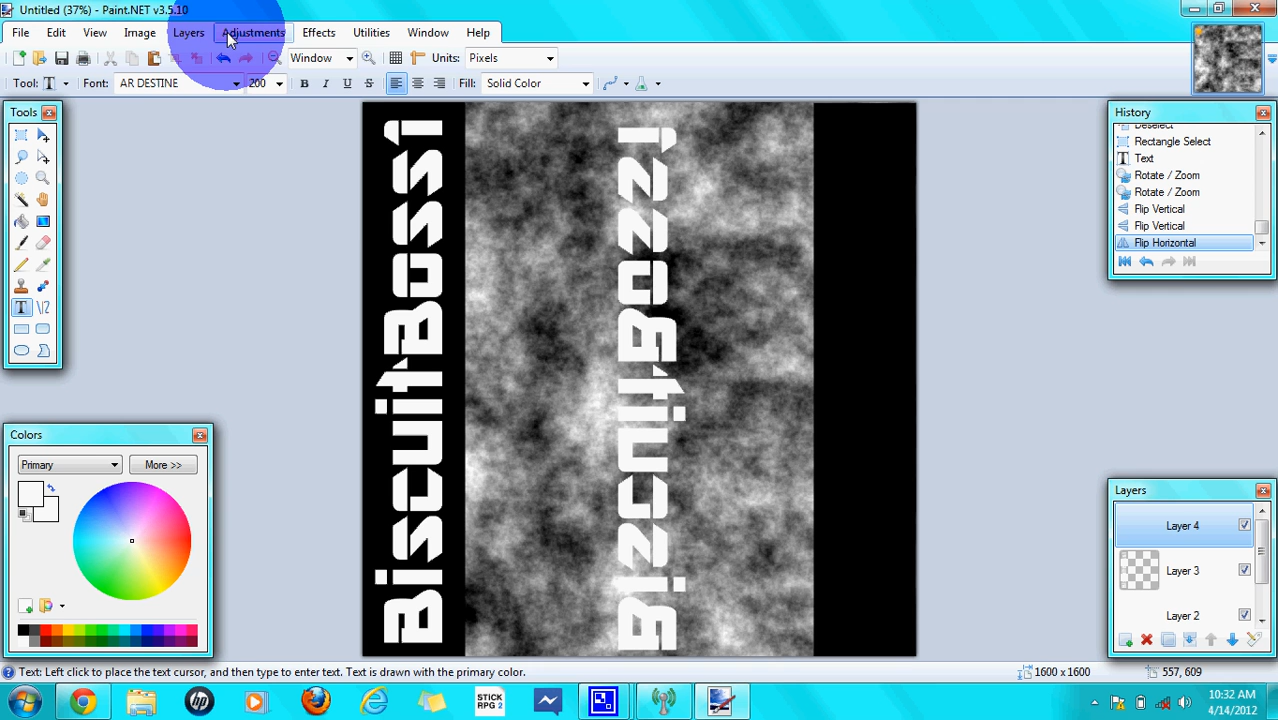 Untitled (37%) - Paint.NET v3.5.10
File Edit View Image Layers Adjustments Effects Utilities Window Help
Window Units: Pixels
Tool: T Font: AR DESTINE 200 B I U S Fill: Solid Color
Tools
BiscuitBoss1
History
Deselect
Rectangle Select
Text
Rotate / Zoom
Rotate / Zoom
Flip Vertical
Flip Vertical
Flip Horizontal
Colors
Primary More >>
Layers
Layer 4
Layer 3
Layer 2
Text: Left click to place the text cursor, and then type to enter text. Text is drawn with the primary color.
1600 x 1600 557, 609
hp
STICK
RPG 2
10:32 AM
4/14/2012